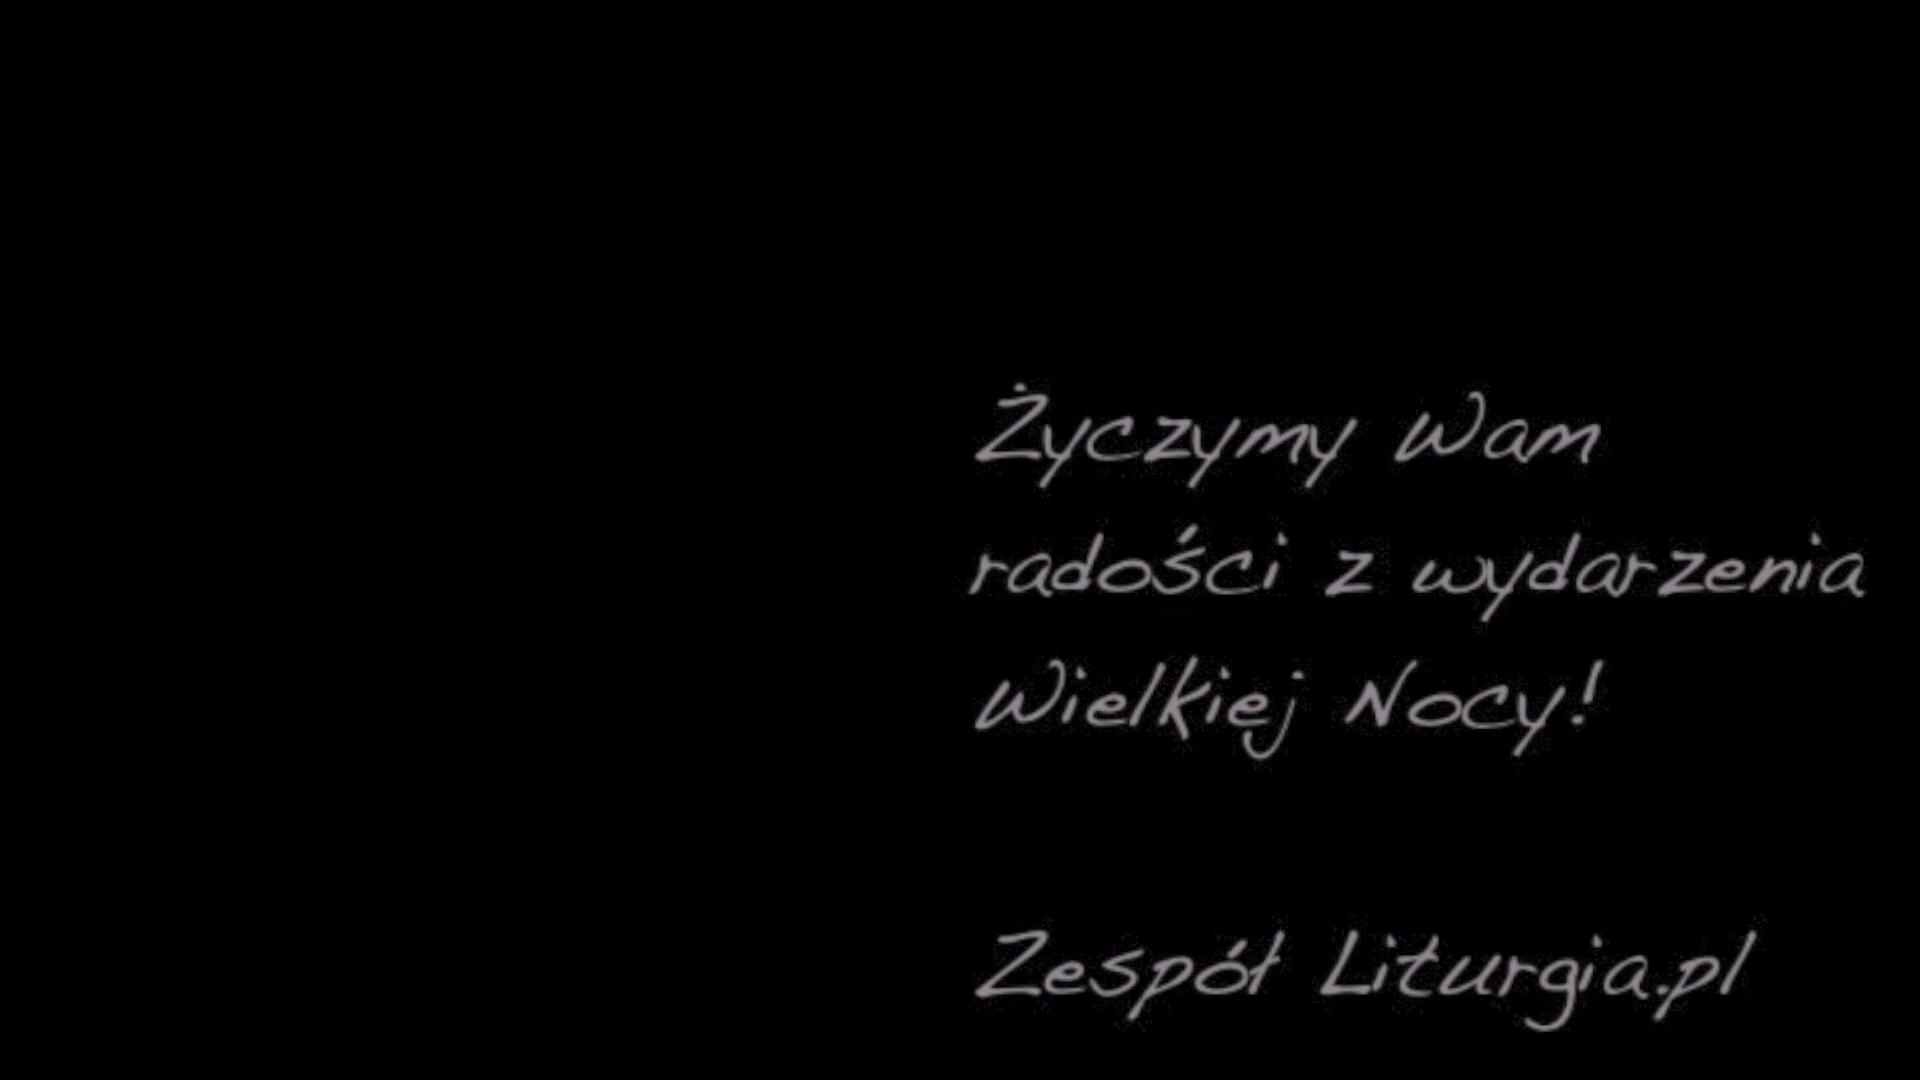 Życzymy Wam
radości z wydarzenia
Wielkiej Nocy!
Zespół Liturgia.pl